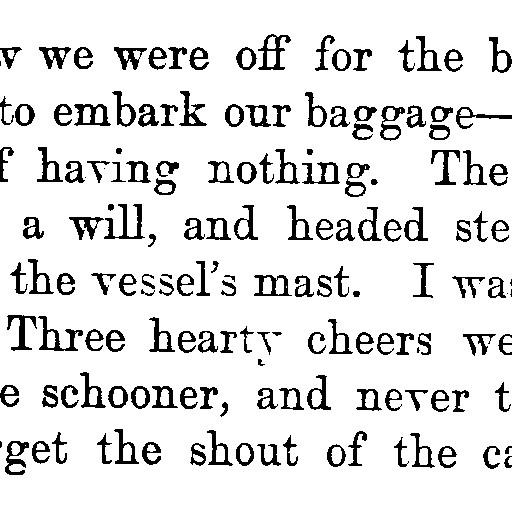 w we were off for the b
to embark our baggage—
f having nothing. The
a will, and headed ste
the vessel's mast. I was
Three hearty cheers we
e schooner, and never t
rget the shout of the ca